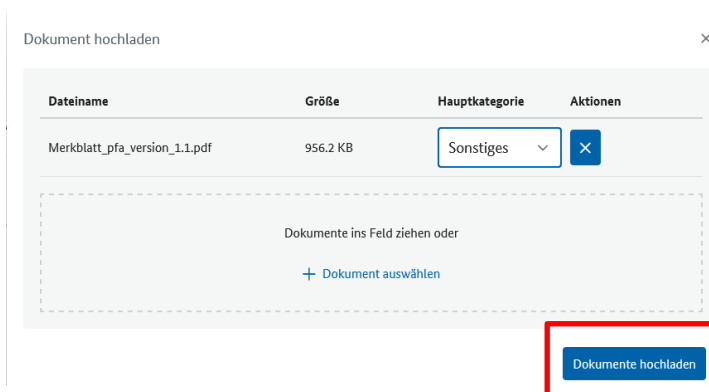 Dokument hochladen
Dateiname Größe Hauptkategorie Aktionen
Merkblatt_pfa_version_1.1.pdf 956.2 KB Sonstiges
Dokumente ins Feld ziehen oder
+ Dokument auswählen
Dokumente hochladen